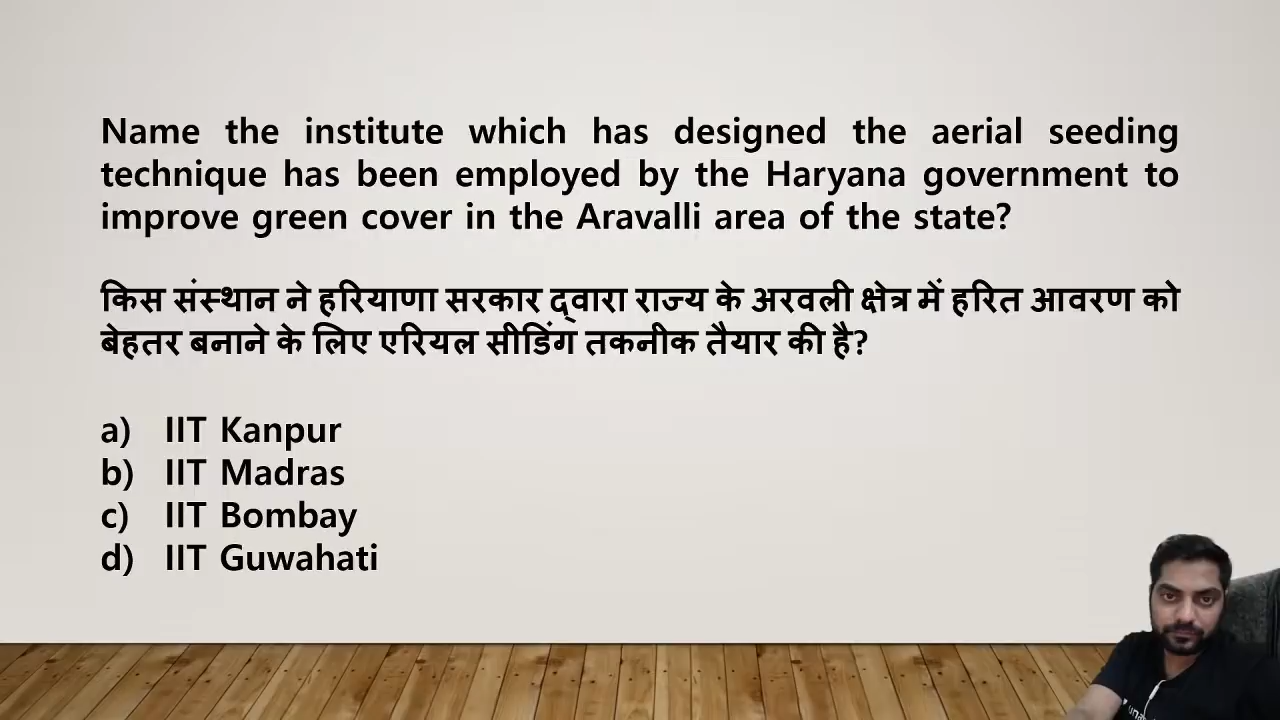 Name the institute which has designed the aerial seeding
technique has been employed by the Haryana government to
improve green cover in the Aravalli area of the state?
किस संस्थान ने हरियाणा सरकार द्वारा राज्य के अरवली क्षेत्र में हरित आवरण को
बेहतर बनाने के लिए एरियल सीडिंग तकनीक तैयार की है?
a) IIT Kanpur
b) IIT Madras
c) IIT Bombay
d) IIT Guwahati